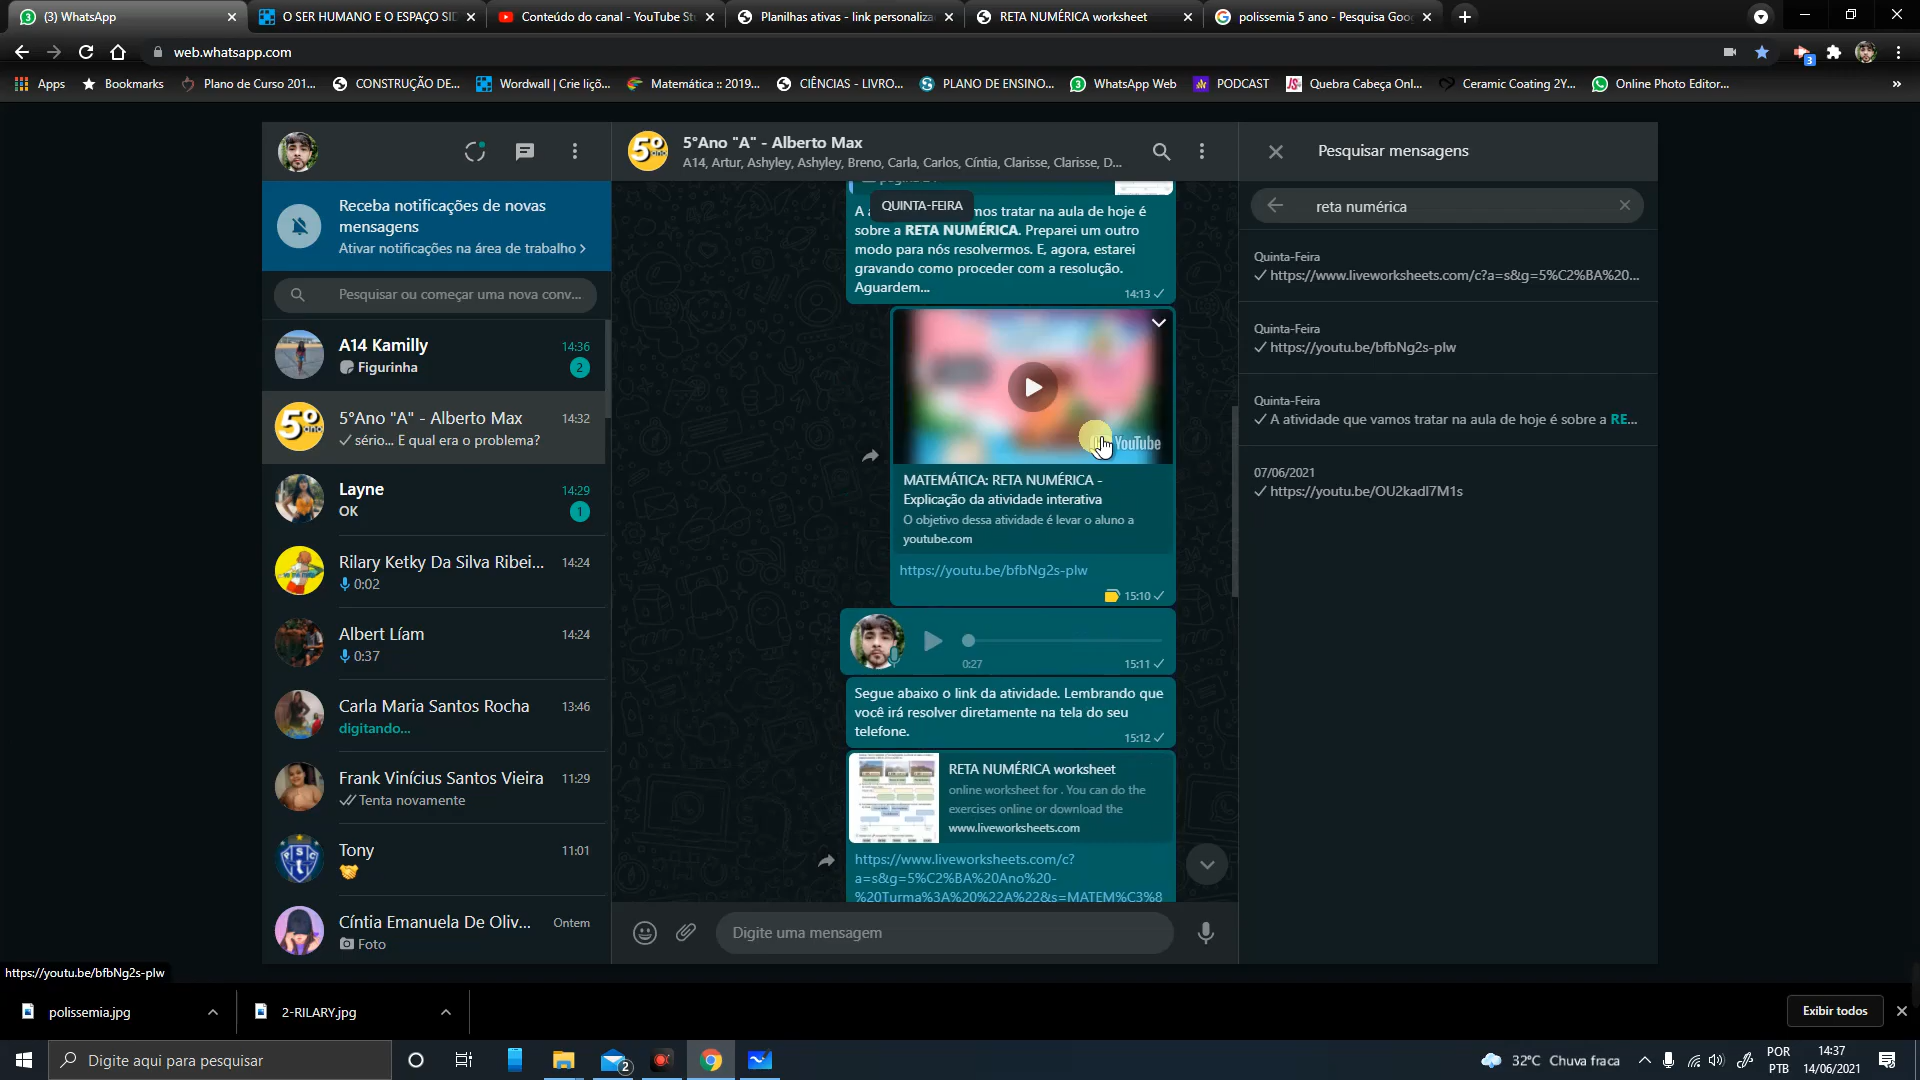 (3) WhatsApp
O SER HUMANO E O ESPAÇO SID
Conteúdo do canal - YouTube St
Planilhas ativas - link personaliza
RETA NUMÉRICA worksheet
polissemia 5 ano - Pesquisa Goo
web.whatsapp.com
3
Apps
Bookmarks
Plano de Curso 201...
CONSTRUÇÃO DE...
Wordwall | Crie liçõ...
Matemática :: 2019...
CIÊNCIAS - LIVRO...
PLANO DE ENSINO...
WhatsApp Web
PODCAST
Quebra Cabeça Onl...
Ceramic Coating 2Y...
Online Photo Editor...
Receba notificações de novas
mensagens
Ativar notificações na área de trabalho
Pesquisar ou começar uma nova conv...
A14 Kamilly
14:36
Figurinha
2
5°Ano "A" - Alberto Max
14:32
sério... E qual era o problema?
Layne
14:29
OK
1
Rilary Ketky Da Silva Ribei...
14:24
0:02
Albert Líam
14:24
0:37
Carla Maria Santos Rocha
13:46
digitando...
Frank Vinícius Santos Vieira
11:29
Tenta novamente
Tony
11:01
Cíntia Emanuela De Oliv...
Ontem
Foto
5º ano
5°Ano "A" - Alberto Max
A14, Artur, Ashyley, Ashyley, Breno, Carla, Carlos, Cíntia, Clarisse, Clarisse, D...
QUINTA-FEIRA
A a mos tratar na aula de hoje é
sobre a RETA NUMÉRICA. Preparei um outro
modo para nós resolvermos. E, agora, estarei
gravando como proceder com a resolução.
Aguardem...
14:13
YouTube
MATEMÁTICA: RETA NUMÉRICA -
Explicação da atividade interativa
O objetivo dessa atividade é levar o aluno a
youtube.com
https://youtu.be/bfbNg2s-plw
15:10
0:27
15:11
Segue abaixo o link da atividade. Lembrando que
você irá resolver diretamente na tela do seu
telefone.
15:12
RETA NUMÉRICA worksheet
online worksheet for . You can do the
exercises online or download the
www.liveworksheets.com
https://www.liveworksheets.com/c?
a=s&g=5%C2%BA%20Ano%20-
%20Turma%3A%20%22A%22&s=MATEM%C3%8
Digite uma mensagem
Pesquisar mensagens
reta numérica
Quinta-Feira
https://www.liveworksheets.com/c?a=s&g=5%C2%BA%20...
Quinta-Feira
https://youtu.be/bfbNg2s-plw
Quinta-Feira
A atividade que vamos tratar na aula de hoje é sobre a RE...
07/06/2021
https://youtu.be/OU2kadI7M1s
https://youtu.be/bfbNg2s-plw
polissemia.jpg
2-RILARY.jpg
Exibir todos
Digite aqui para pesquisar
2
32°C Chuva fraca
POR
PTB
14:37
14/06/2021